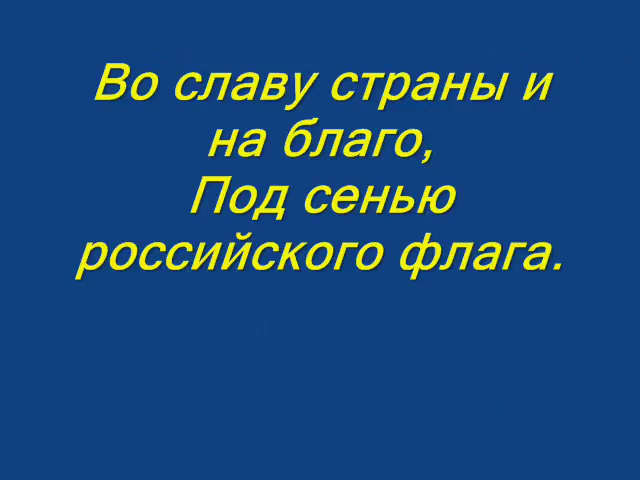 Во славу страны и
на благо,
Под сенью
российского флага.